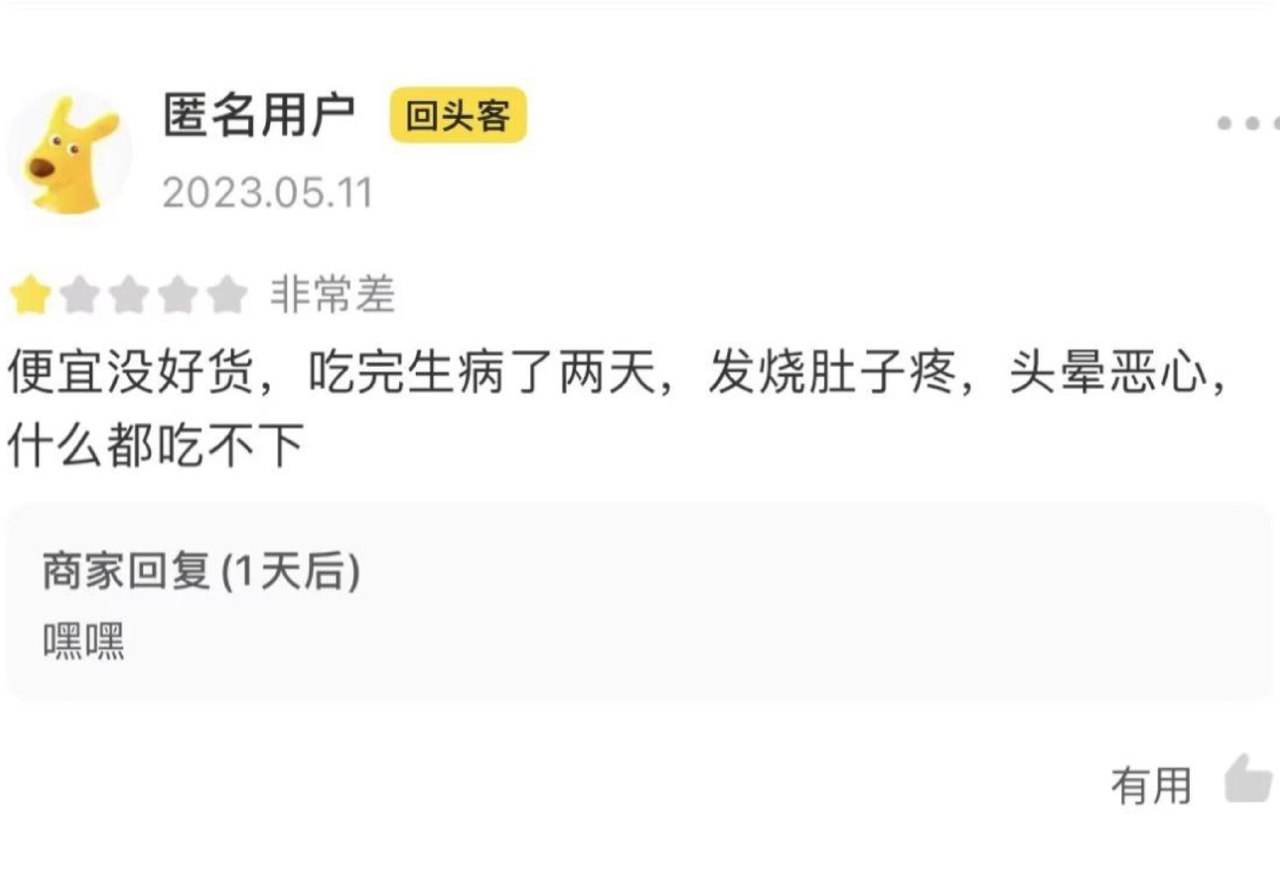 匿名用户 回头客
2023.05.11
非常差
便宜没好货，吃完生病了两天，发烧肚子疼，头晕恶心，
什么都吃不下
商家回复 (1天后)
嘿嘿
有用